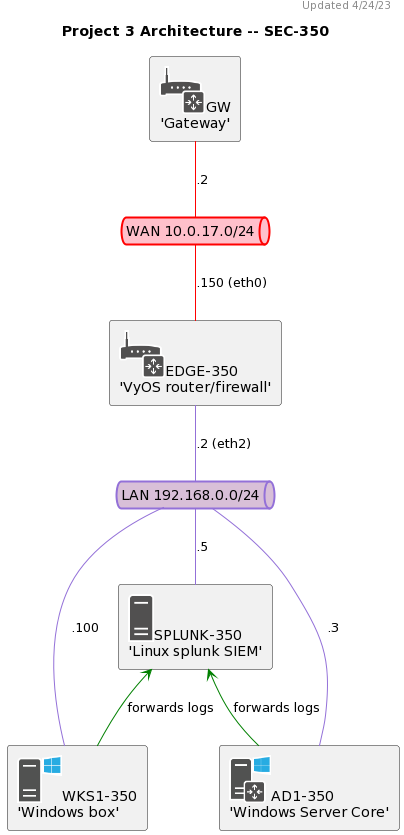 Updated 4/24/23
Project 3 Architecture -- SEC-350
GW
'Gateway'
.2
WAN 10.0.17.0/24
.150 (eth0)
EDGE-350
'VyOS router/firewall'
.2 (eth2)
LAN 192.168.0.0/24
.5
SPLUNK-350
'Linux splunk SIEM'
.100
.3
forwards logs
forwards logs
WKS1-350
'Windows box'
AD1-350
'Windows Server Core'